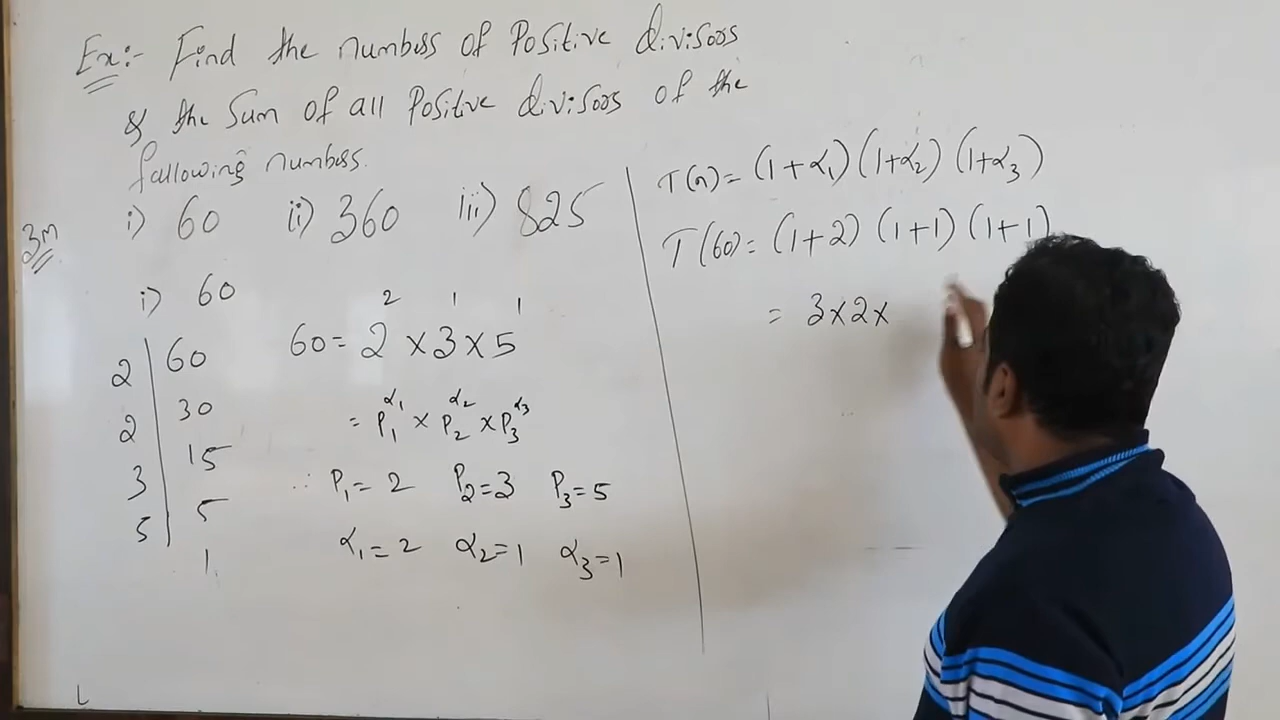 Ex:- Find the numbers of Positive divisors
& the Sum of all Positive divisors of the
following numbers.
i) 60 ii) 360 iii) 825
3m
i) 60
2 | 60
2 | 30
3 | 15
5 | 5
1
60 = 2² × 3¹ × 5¹
= P₁^α₁ × P₂^α₂ × P₃^α₃
∴ P₁ = 2 P₂ = 3 P₃ = 5
α₁ = 2 α₂ = 1 α₃ = 1
T(n) = (1+α₁) (1+α₂) (1+α₃)
T(60) = (1+2) (1+1) (1+1)
= 3×2×